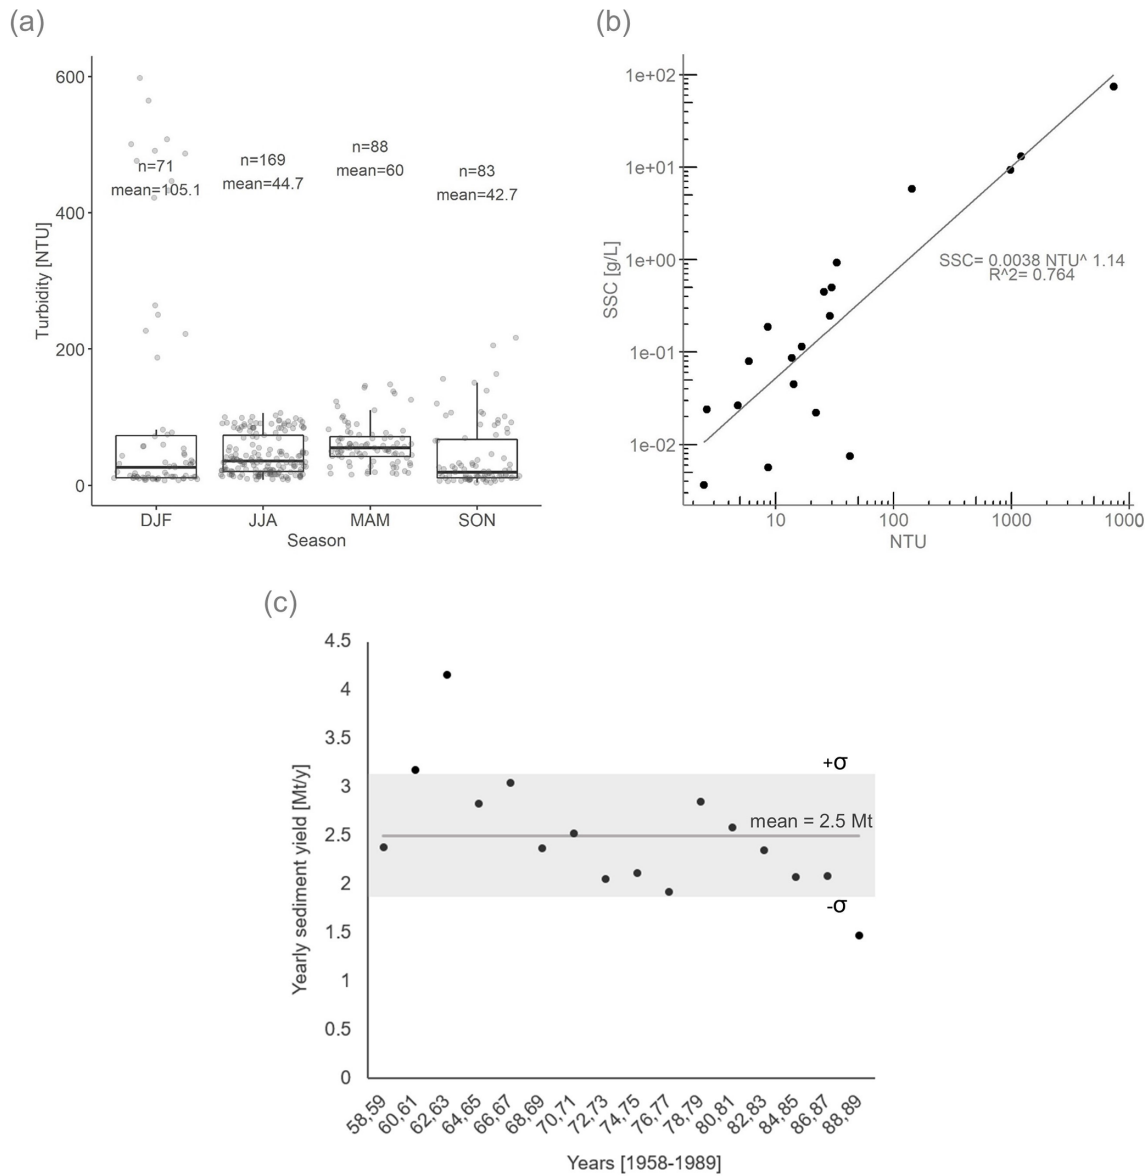 (a)
600
400
200
0
Turbidity [NTU]
n=71
mean=105.1
n=169
mean=44.7
n=88
mean=60
n=83
mean=42.7
DJF JJA MAM SON
Season
(b)
1e+02
1e+01
1e+00
1e-01
1e-02
SSC [g/L]
SSC= 0.0038 NTU^ 1.14
R^2= 0.764
10 100 1000 1000
NTU
(c)
4.5
4
3.5
3
2.5
2
1.5
1
0.5
0
Yearly sediment yield [Mt/y]
+σ
mean = 2.5 Mt
-σ
58,59 60,61 62,63 64,65 66,67 68,69 70,71 72,73 74,75 76,77 78,79 80,81 82,83 84,85 86,87 88,89
Years [1958-1989]